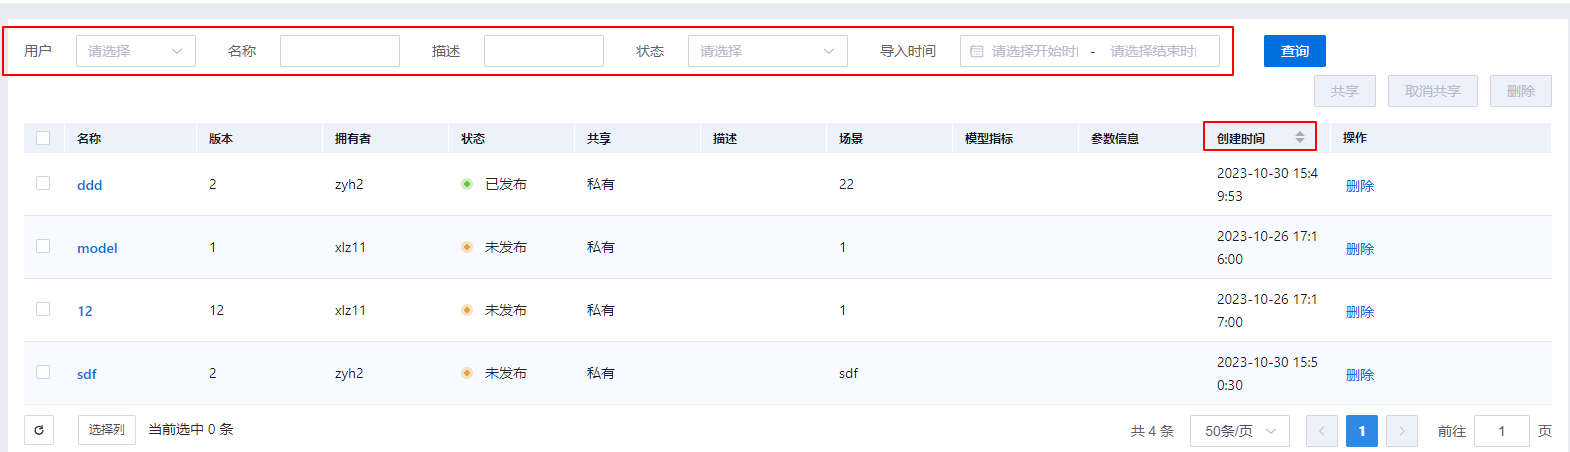 用户 请选择 名称 描述 状态 请选择 导入时间 请选择开始时 - 请选择结束时 查询
共享 取消共享 删除
名称 版本 拥有者 状态 共享 描述 场景 模型指标 参数信息 创建时间 操作
ddd 2 zyh2 已发布 私有 22 2023-10-30 15:4 删除
9:53
model 1 xlz11 未发布 私有 1 2023-10-26 17:1 删除
6:00
12 12 xlz11 未发布 私有 1 2023-10-26 17:1 删除
7:00
sdf 2 zyh2 未发布 私有 sdf 2023-10-30 15:5 删除
0:30
选择列 当前选中 0 条 共 4 条 50条/页 1 前往 1 页